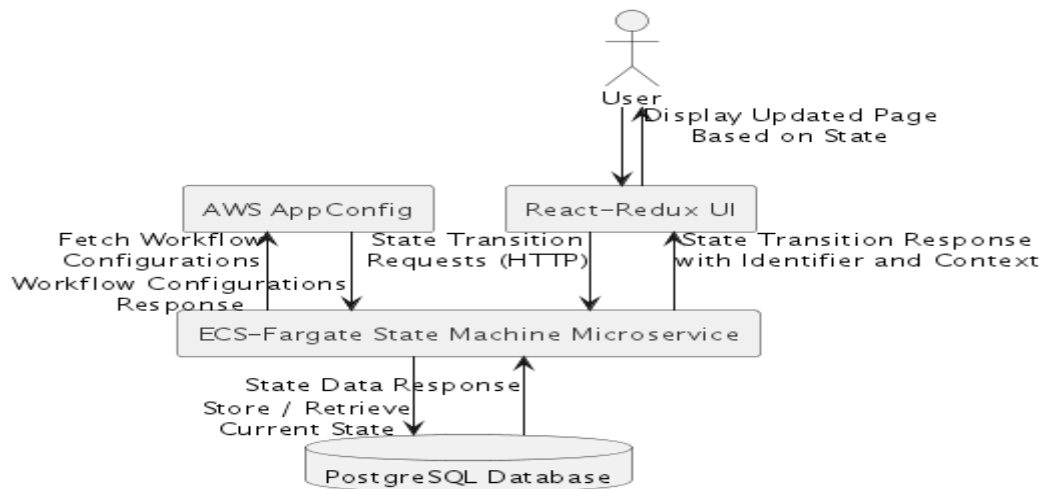 User
Display Updated Page
Based on State
AWS AppConfig
React-Redux UI
Fetch Workflow
Configurations
Workflow Configurations
Response
State Transition
Requests (HTTP)
State Transition Response
with Identifier and Context
ECS-Fargate State Machine Microservice
State Data Response
Store / Retrieve
Current State
PostgreSQL Database